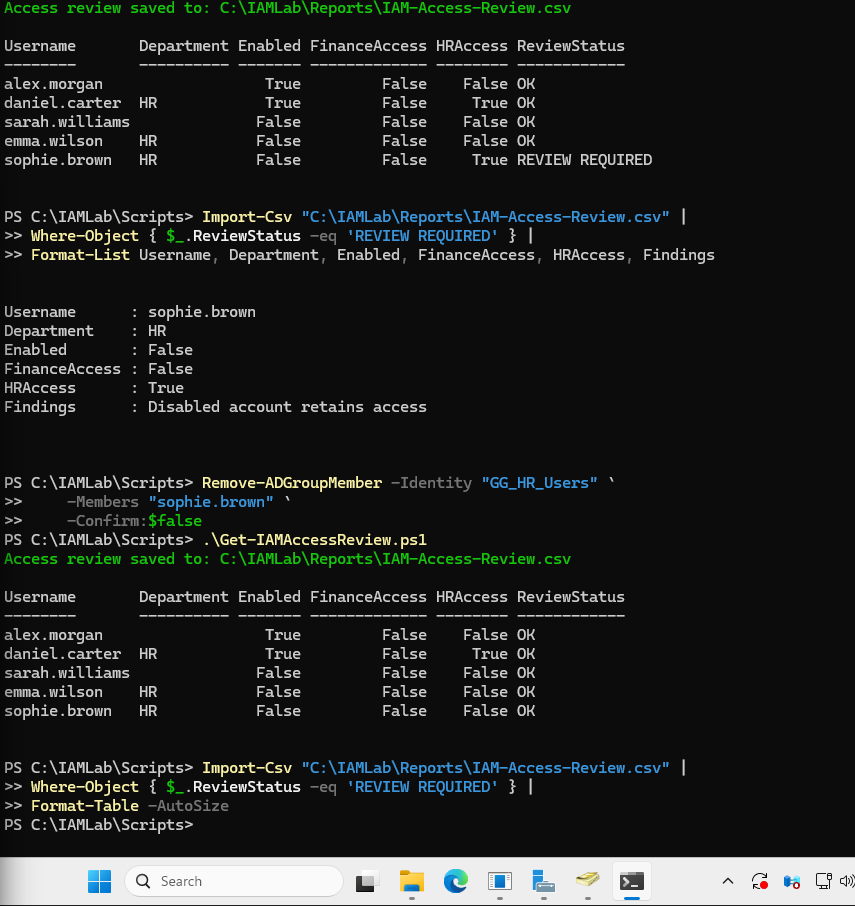 Access review saved to: C:\IAMLab\Reports\IAM-Access-Review.csv
Username       Department Enabled FinanceAccess HRAccess ReviewStatus
--------       ---------- ------- ------------- -------- ------------
alex.morgan                  True         False    False OK
daniel.carter  HR            True         False     True OK
sarah.williams              False         False    False OK
emma.wilson    HR           False         False    False OK
sophie.brown   HR           False         False     True REVIEW REQUIRED
PS C:\IAMLab\Scripts> Import-Csv "C:\IAMLab\Reports\IAM-Access-Review.csv" |
>> Where-Object { $_.ReviewStatus -eq 'REVIEW REQUIRED' } |
>> Format-List Username, Department, Enabled, FinanceAccess, HRAccess, Findings
Username      : sophie.brown
Department    : HR
Enabled       : False
FinanceAccess : False
HRAccess      : True
Findings      : Disabled account retains access
PS C:\IAMLab\Scripts> Remove-ADGroupMember -Identity "GG_HR_Users" `
>>     -Members "sophie.brown" `
>>     -Confirm:$false
PS C:\IAMLab\Scripts> .\Get-IAMAccessReview.ps1
Access review saved to: C:\IAMLab\Reports\IAM-Access-Review.csv
Username       Department Enabled FinanceAccess HRAccess ReviewStatus
--------       ---------- ------- ------------- -------- ------------
alex.morgan                  True         False    False OK
daniel.carter  HR            True         False     True OK
sarah.williams              False         False    False OK
emma.wilson    HR           False         False    False OK
sophie.brown   HR           False         False    False OK
PS C:\IAMLab\Scripts> Import-Csv "C:\IAMLab\Reports\IAM-Access-Review.csv" |
>> Where-Object { $_.ReviewStatus -eq 'REVIEW REQUIRED' } |
>> Format-Table -AutoSize
PS C:\IAMLab\Scripts>
Search